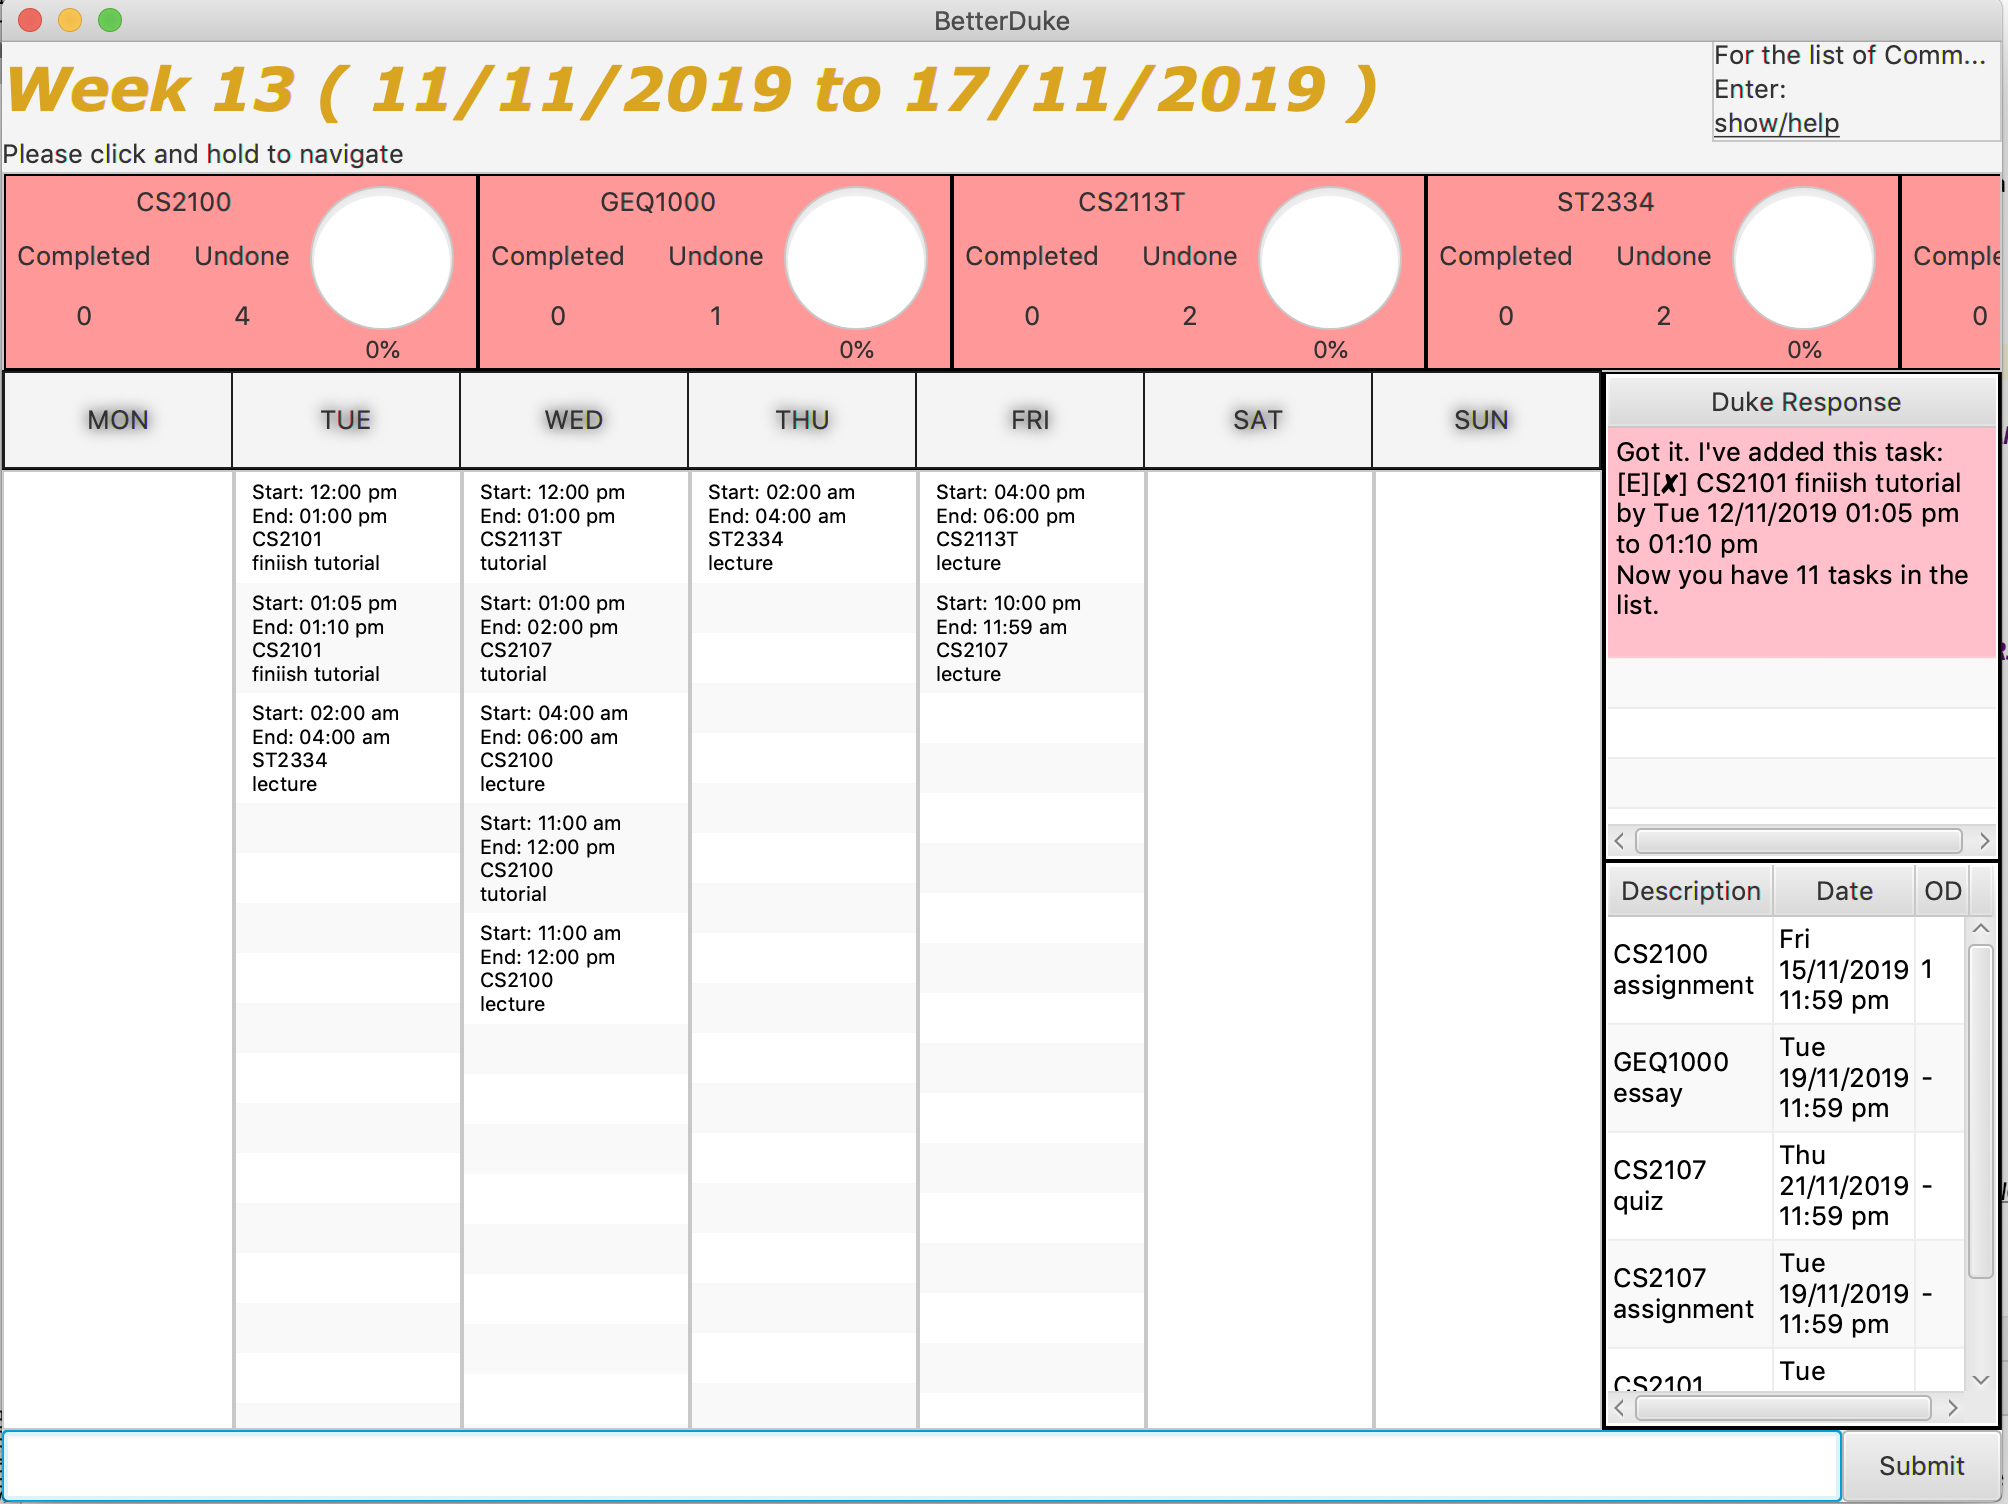 BetterDuke
Week 13 ( 11/11/2019 to 17/11/2019 )
For the list of Comm...
Enter:
show/help
Please click and hold to navigate
CS2100
Completed Undone
0 4
0%
GEQ1000
Completed Undone
0 1
0%
CS2113T
Completed Undone
0 2
0%
ST2334
Completed Undone
0 2
0%
Comple
0
MON TUE WED THU FRI SAT SUN
Start: 12:00 pm
End: 01:00 pm
CS2101
finiish tutorial
Start: 01:05 pm
End: 01:10 pm
CS2101
finiish tutorial
Start: 02:00 am
End: 04:00 am
ST2334
lecture
Start: 12:00 pm
End: 01:00 pm
CS2113T
tutorial
Start: 01:00 pm
End: 02:00 pm
CS2107
tutorial
Start: 04:00 am
End: 06:00 am
CS2100
lecture
Start: 11:00 am
End: 12:00 pm
CS2100
tutorial
Start: 11:00 am
End: 12:00 pm
CS2100
lecture
Start: 02:00 am
End: 04:00 am
ST2334
lecture
Start: 04:00 pm
End: 06:00 pm
CS2113T
lecture
Start: 10:00 pm
End: 11:59 am
CS2107
lecture
Duke Response
Got it. I've added this task:
[E][✘] CS2101 finiish tutorial
by Tue 12/11/2019 01:05 pm
to 01:10 pm
Now you have 11 tasks in the
list.
Description Date OD
CS2100
assignment
Fri
15/11/2019
11:59 pm
1
GEQ1000
essay
Tue
19/11/2019
11:59 pm
-
CS2107
quiz
Thu
21/11/2019
11:59 pm
-
CS2107
assignment
Tue
19/11/2019
11:59 pm
-
CS2101
Tue
Submit